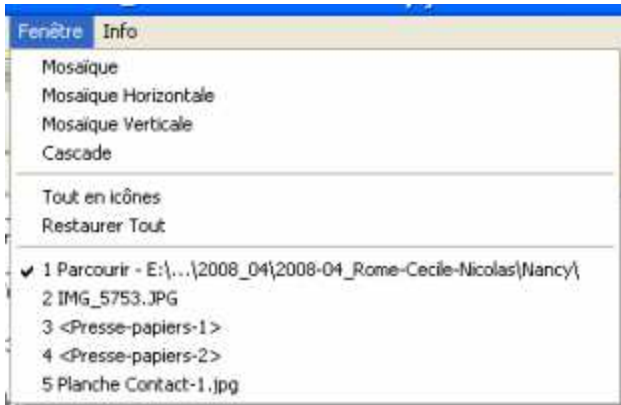 Fenêtre Info
Mosaïque
Mosaïque Horizontale
Mosaïque Verticale
Cascade
Tout en icônes
Restaurer Tout
✔ 1 Parcourir - E:\...\2008_04\2008-04_Rome-Cecile-Nicolas\Nancy\
2 IMG_5753.JPG
3 <Presse-papiers-1>
4 <Presse-papiers-2>
5 Planche Contact-1.jpg